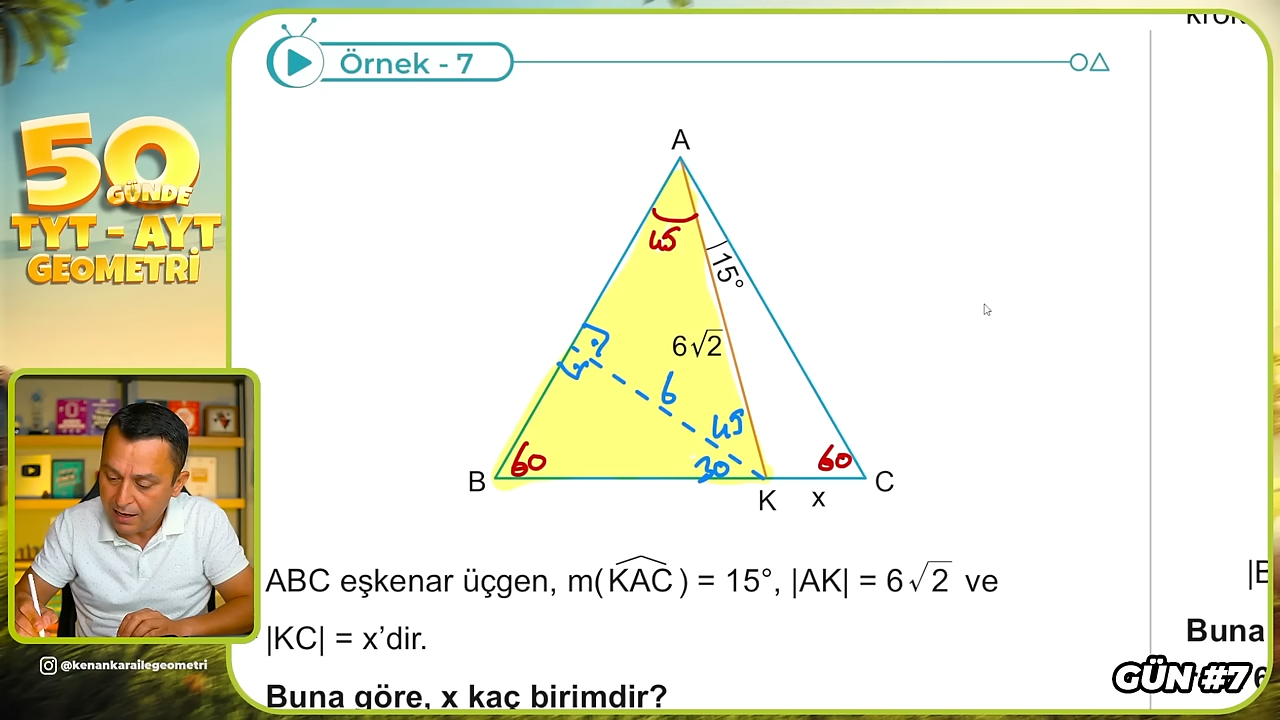 50
GÜNDE
TYT - AYT
GEOMETRİ
Örnek - 7
A
45
15°
6√2
6
45
60
30
60
B
K
x
C
ABC eşkenar üçgen, m(KAC) = 15°, |AK| = 6√2 ve
|KC| = x'dir.
Buna göre, x kaç birimdir?
Buna
@kenankarailegeometri
GÜN #7